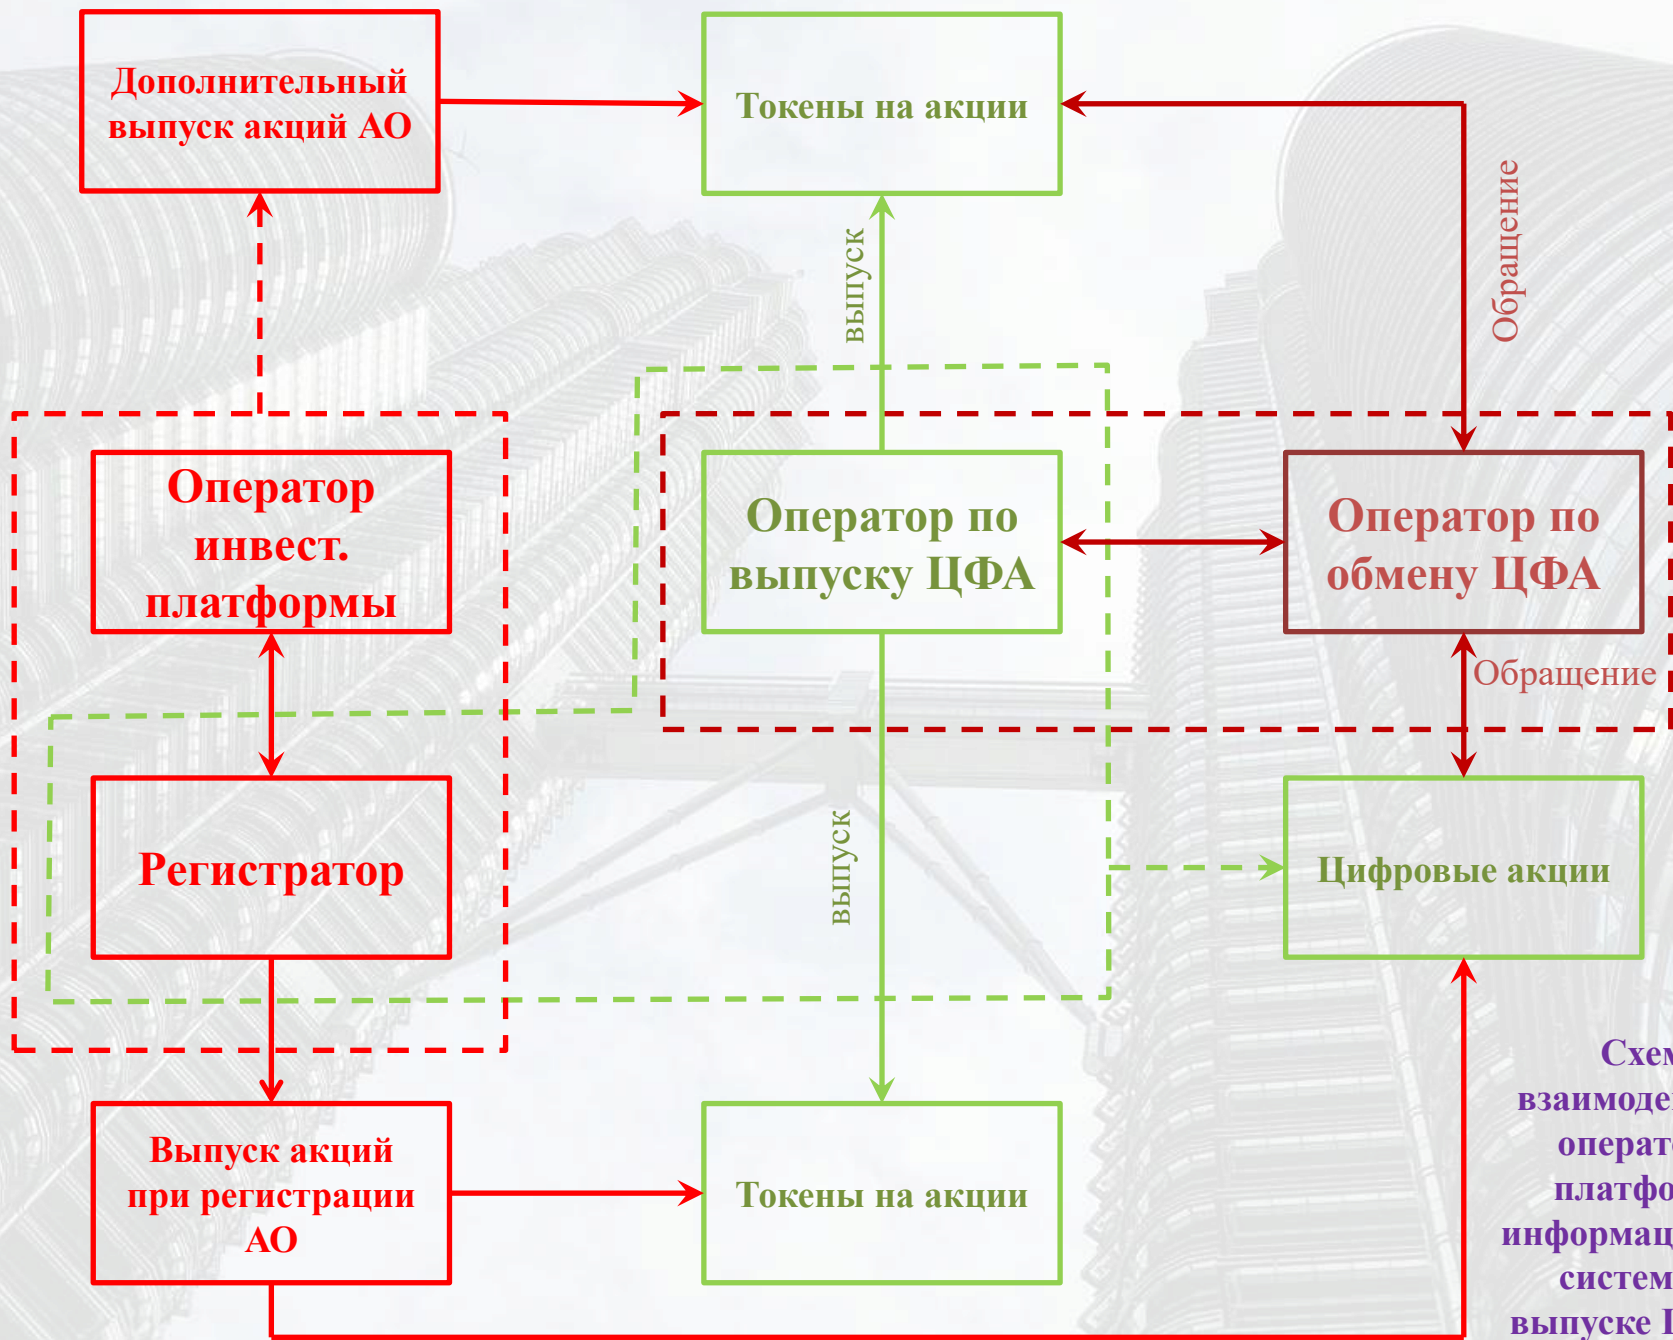 Дополнительный
выпуск акций АО
Токены на акции
выпуск
Обращение
Оператор
инвест.
платформы
Оператор по
выпуску ЦФА
Оператор по
обмену ЦФА
Обращение
Регистратор
выпуск
Цифровые акции
Выпуск акций
при регистрации
АО
Токены на акции
выпуске